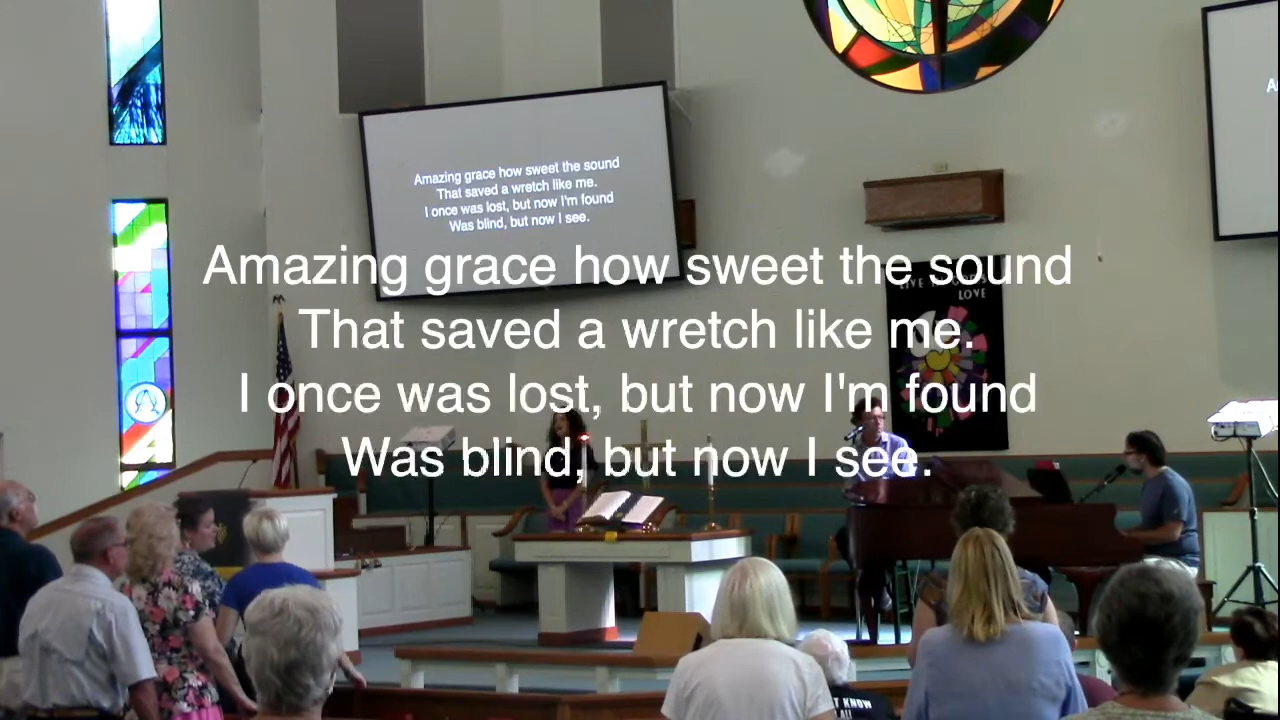 Amazing grace how sweet the sound
That saved a wretch like me.
I once was lost, but now I'm found
Was blind, but now I see.
A
LOVE
Amazing grace how sweet the sound
That saved a wretch like me.
I once was lost, but now I'm found
Was blind, but now I see.
T KNOW
ALL